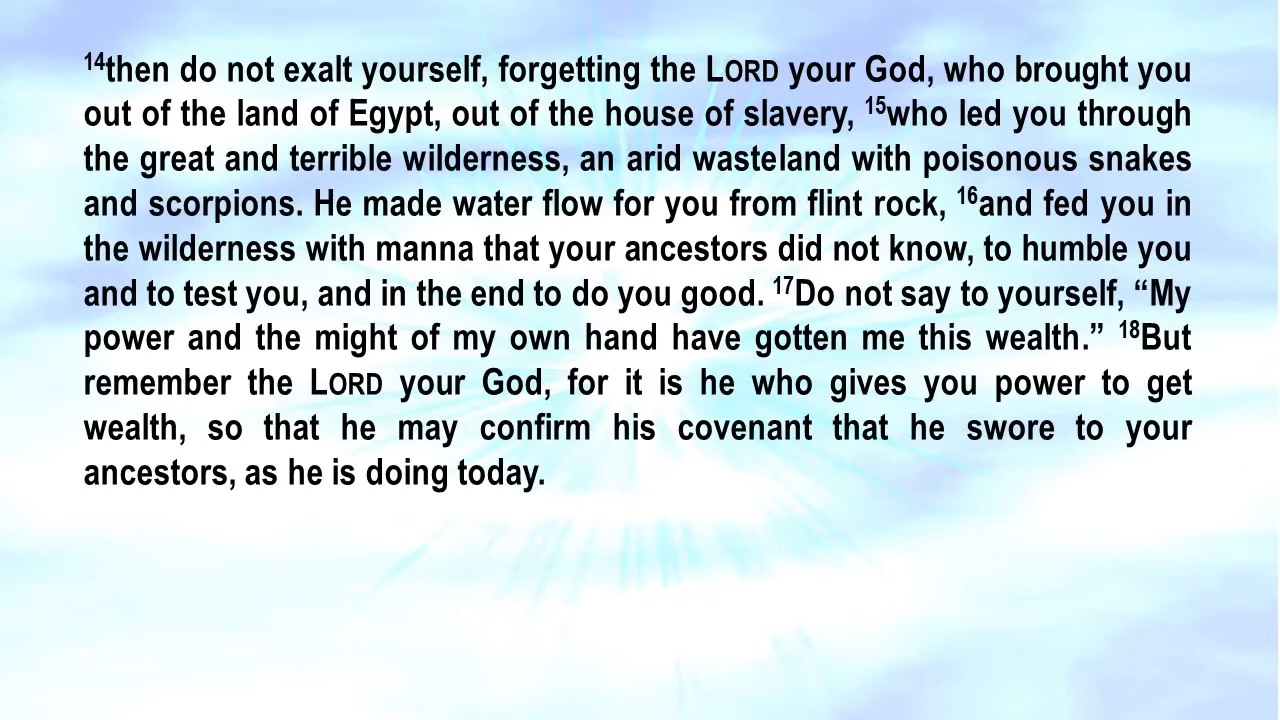 14then do not exalt yourself, forgetting the LORD your God, who brought you
out of the land of Egypt, out of the house of slavery, 15who led you through
the great and terrible wilderness, an arid wasteland with poisonous snakes
and scorpions. He made water flow for you from flint rock, 16and fed you in
the wilderness with manna that your ancestors did not know, to humble you
and to test you, and in the end to do you good. 17Do not say to yourself, “My
power and the might of my own hand have gotten me this wealth.” 18But
remember the LORD your God, for it is he who gives you power to get
wealth, so that he may confirm his covenant that he swore to your
ancestors, as he is doing today.